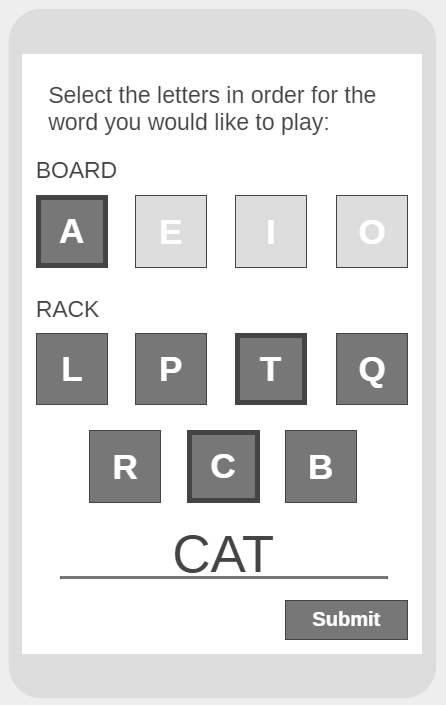 Select the letters in order for the
word you would like to play:
BOARD
A E I O
RACK
L P T Q
R C B
CAT
Submit